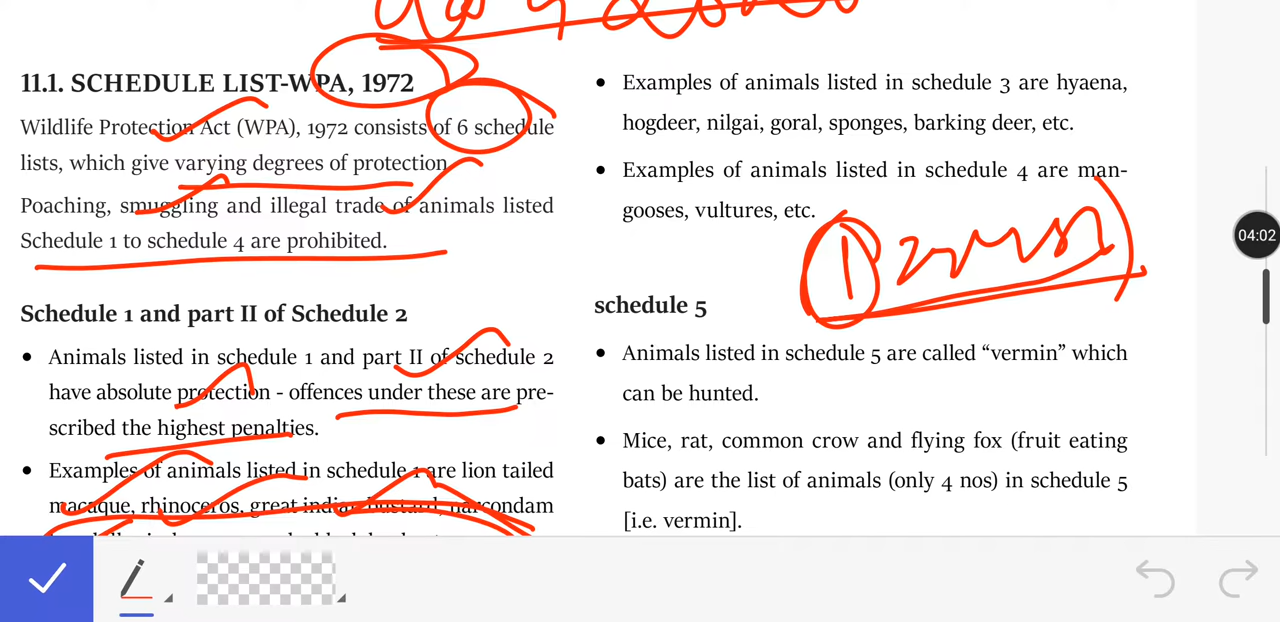 11.1. SCHEDULE LIST-WPA, 1972
Wildlife Protection Act (WPA), 1972 consists of 6 schedule
lists, which give varying degrees of protection
Poaching, smuggling and illegal trade of animals listed
Schedule 1 to schedule 4 are prohibited.
Schedule 1 and part II of Schedule 2
• Animals listed in schedule 1 and part II of schedule 2
have absolute protection - offences under these are pre-
scribed the highest penalties.
• Examples of animals listed in schedule 1 are lion tailed
macaque, rhinoceros, great indian bustard, narcondam
• Examples of animals listed in schedule 3 are hyaena,
hogdeer, nilgai, goral, sponges, barking deer, etc.
• Examples of animals listed in schedule 4 are man-
gooses, vultures, etc.
schedule 5
• Animals listed in schedule 5 are called “vermin” which
can be hunted.
• Mice, rat, common crow and flying fox (fruit eating
bats) are the list of animals (only 4 nos) in schedule 5
[i.e. vermin].
04:02